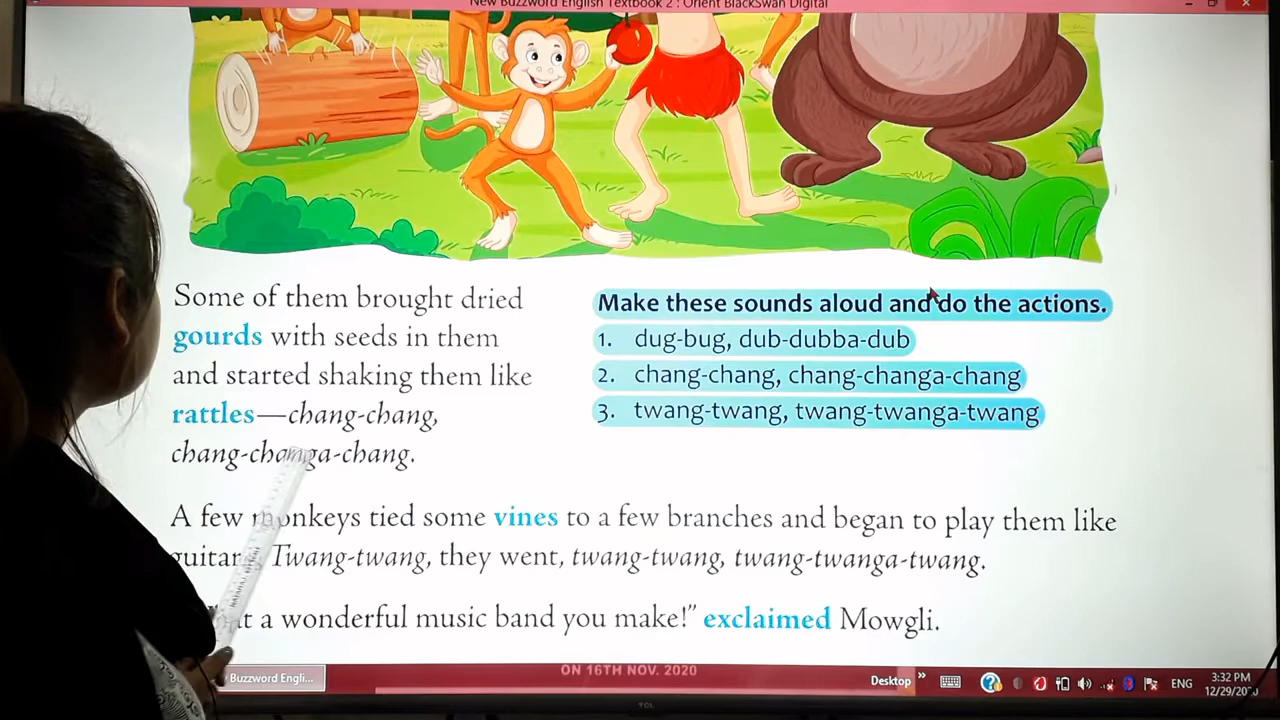 New Buzzword English Textbook 2 : Orient BlackSwan Digital
Some of them brought dried
gourds with seeds in them
and started shaking them like
rattles—chang-chang,
chang-changa-chang.
Make these sounds aloud and do the actions.
1. dug-bug, dub-dubba-dub
2. chang-chang, chang-changa-chang
3. twang-twang, twang-twanga-twang
A few monkeys tied some vines to a few branches and began to play them like
Twang-twang, they went, twang-twang, twang-twanga-twang.
a wonderful music band you make!” exclaimed Mowgli.
ON 16TH NOV. 2020
Buzzword Engli...
Desktop
ENG
3:32 PM
TCL